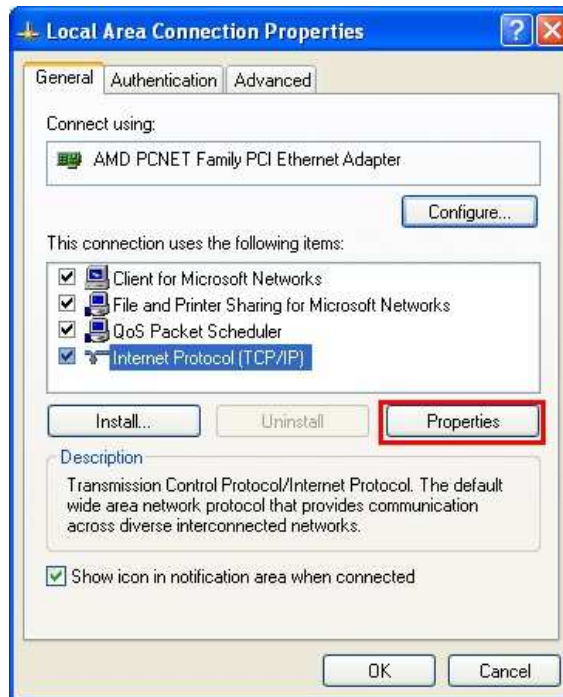 Local Area Connection Properties
General Authentication Advanced
Connect using:
AMD PCNET Family PCI Ethernet Adapter
Configure...
This connection uses the following items:
Client for Microsoft Networks
File and Printer Sharing for Microsoft Networks
QoS Packet Scheduler
Internet Protocol (TCP/IP)
Install... Uninstall Properties
Description
Transmission Control Protocol/Internet Protocol. The default
wide area network protocol that provides communication
across diverse interconnected networks.
Show icon in notification area when connected
OK Cancel